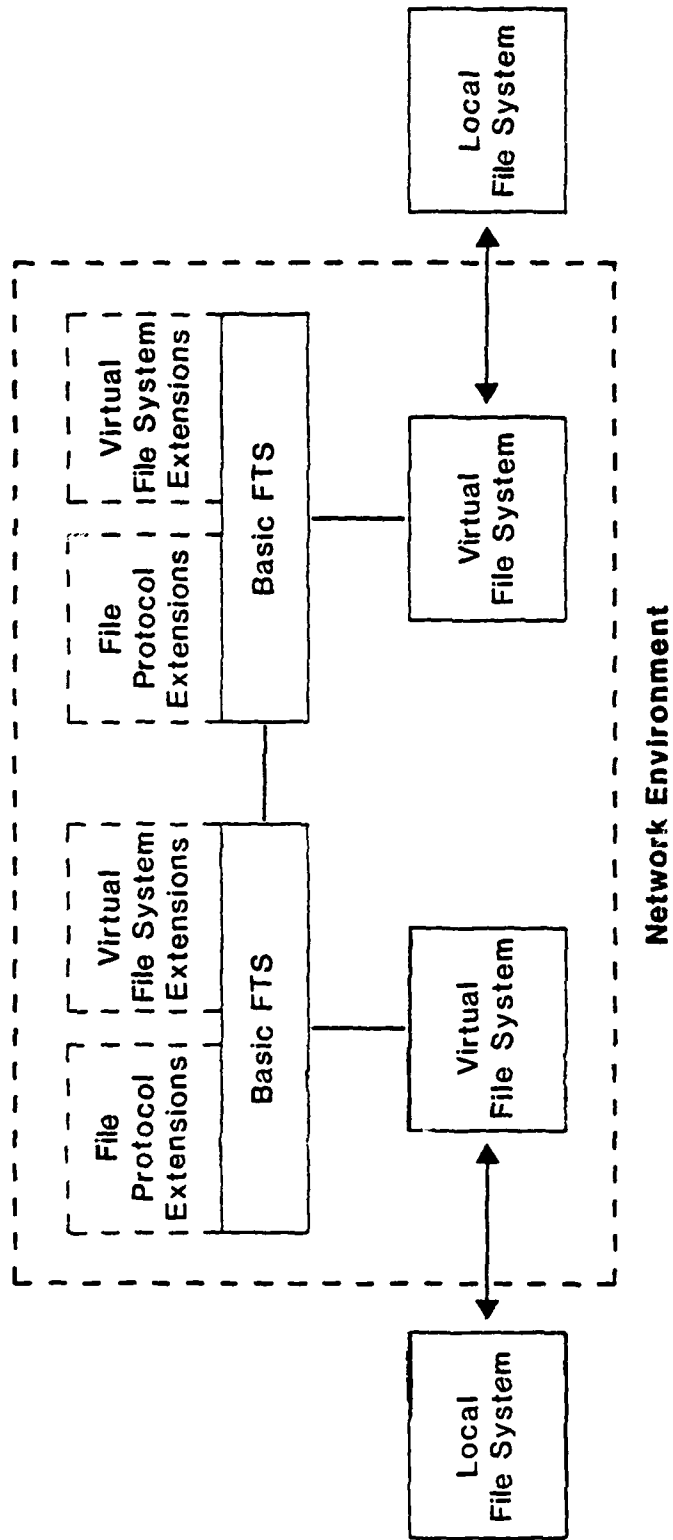 File
Protocol
Extensions
Virtual
File System
Extensions
File
Protocol
Extensions
Virtual
File System
Extensions
Basic FTS
Basic FTS
Local
File System
Virtual
File System
Virtual
File System
Local
File System
Network Environment